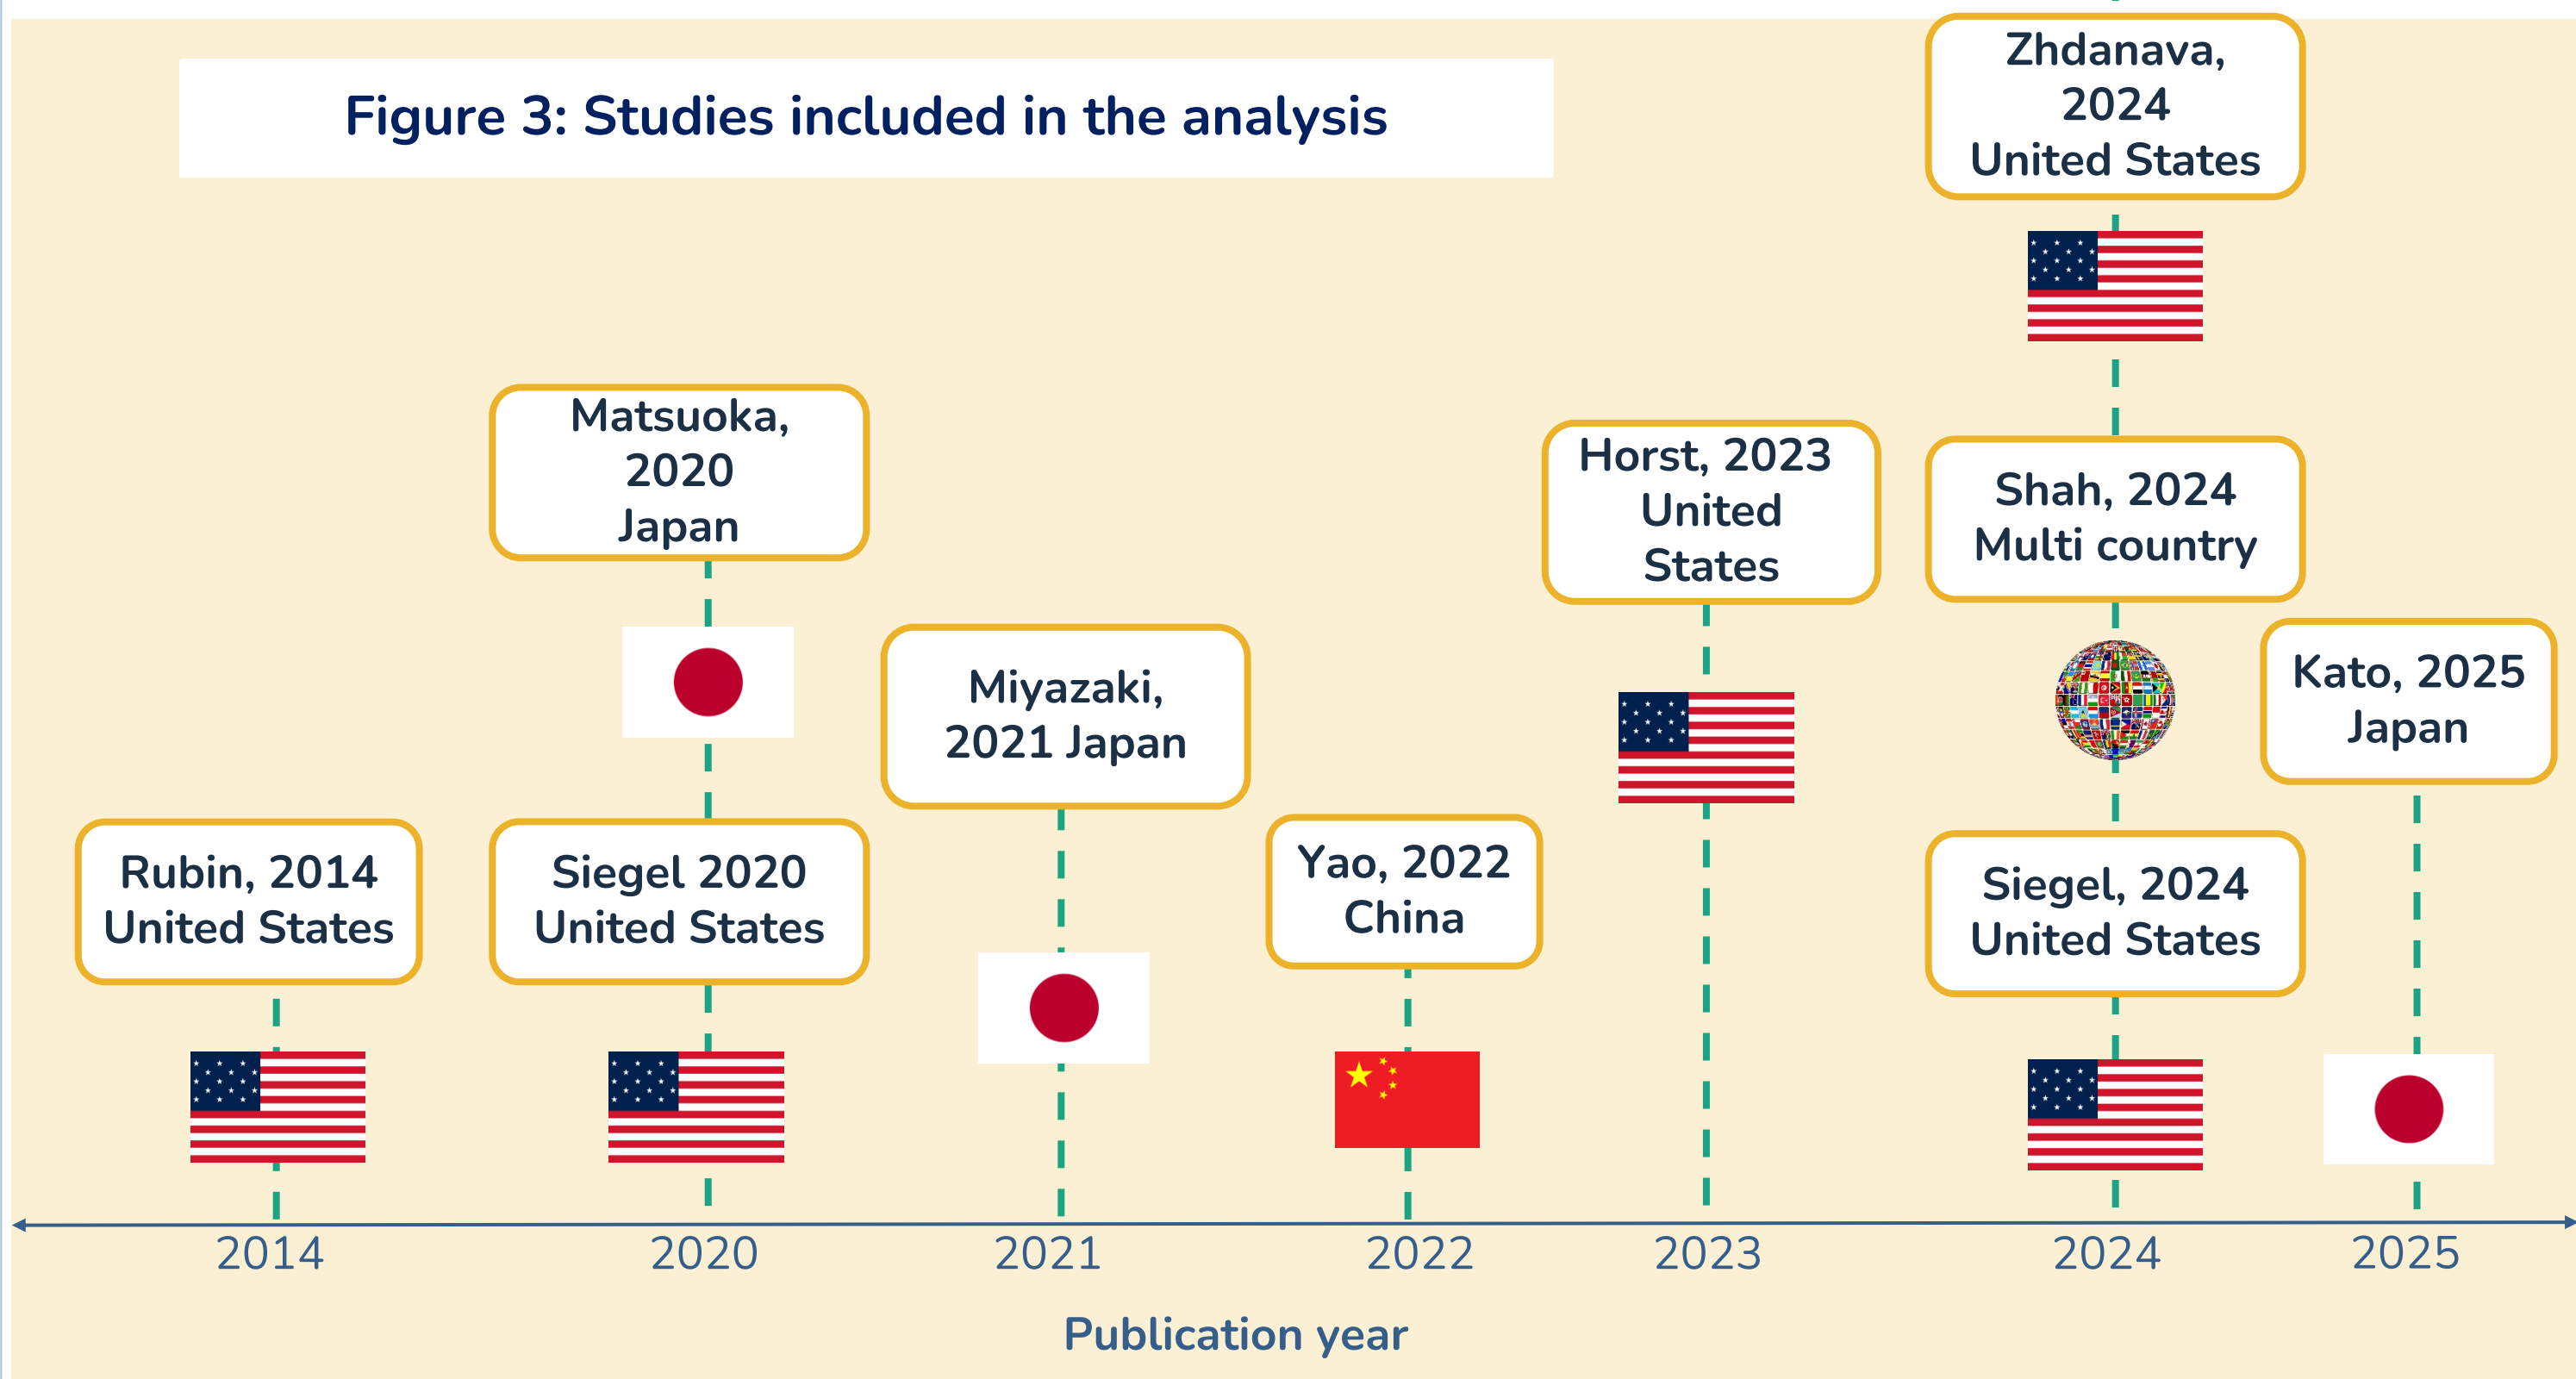 Figure 3: Studies included in the analysis
Zhdanava,
2024
United States
Matsuoka,
2020
Japan
Horst, 2023
United
States
Shah, 2024
Multi country
Miyazaki,
2021 Japan
Kato, 2025
Japan
Rubin, 2014
United States
Siegel 2020
United States
Yao, 2022
China
Siegel, 2024
United States
2014
2020
2021
2022
2023
2024
2025
Publication year